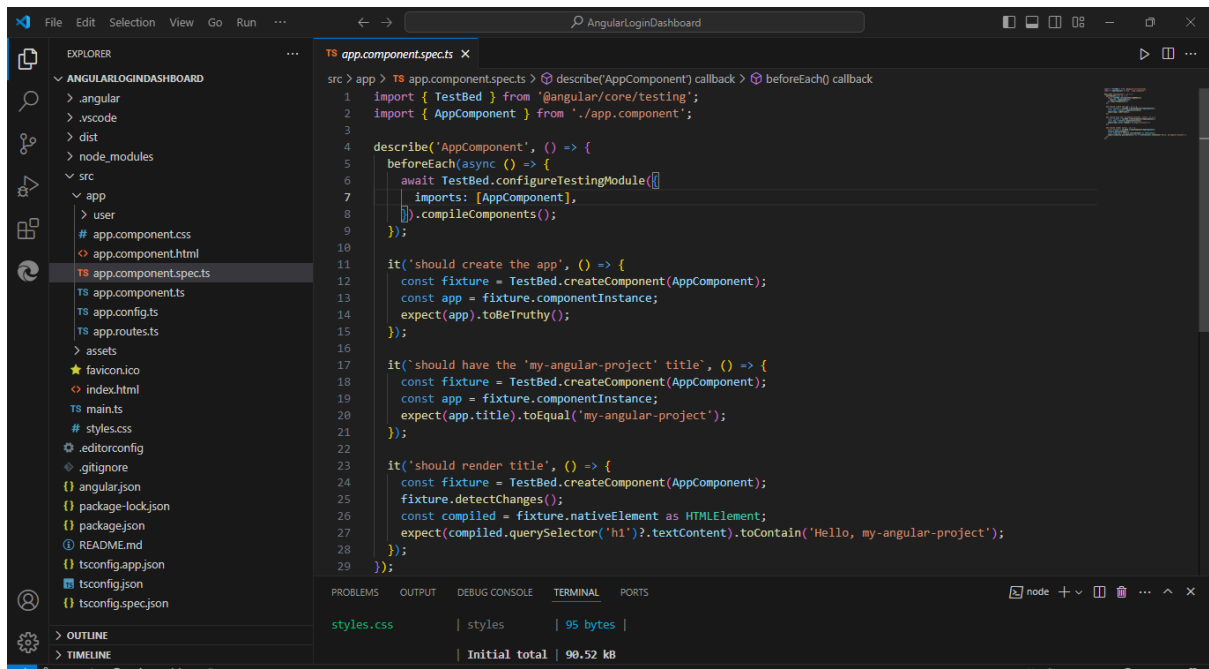 File Edit Selection View Go Run ··· ← → AngularLoginDashboard
EXPLORER ···
ANGULARLOGINDASHBOARD
.angular
.vscode
dist
node_modules
src
app
user
# app.component.css
<> app.component.html
TS app.component.spec.ts
TS app.component.ts
TS app.config.ts
TS app.routes.ts
assets
favicon.ico
<> index.html
TS main.ts
# styles.css
.editorconfig
.gitignore
{} angular.json
{} package-lock.json
{} package.json
README.md
{} tsconfig.app.json
TS tsconfig.json
{} tsconfig.spec.json
OUTLINE
TIMELINE
TS app.component.spec.ts ×
src > app > TS app.component.spec.ts > describe('AppComponent') callback > beforeEach() callback
1 import { TestBed } from '@angular/core/testing';
2 import { AppComponent } from './app.component';
3
4 describe('AppComponent', () => {
5 beforeEach(async () => {
6 await TestBed.configureTestingModule({
7 imports: [AppComponent],
8 }).compileComponents();
9 });
10
11 it('should create the app', () => {
12 const fixture = TestBed.createComponent(AppComponent);
13 const app = fixture.componentInstance;
14 expect(app).toBeTruthy();
15 });
16
17 it(`should have the 'my-angular-project' title`, () => {
18 const fixture = TestBed.createComponent(AppComponent);
19 const app = fixture.componentInstance;
20 expect(app.title).toEqual('my-angular-project');
21 });
22
23 it('should render title', () => {
24 const fixture = TestBed.createComponent(AppComponent);
25 fixture.detectChanges();
26 const compiled = fixture.nativeElement as HTMLElement;
27 expect(compiled.querySelector('h1')?.textContent).toContain('Hello, my-angular-project');
28 });
29 });
PROBLEMS OUTPUT DEBUG CONSOLE TERMINAL PORTS node
styles.css | styles | 95 bytes |
| Initial total | 90.52 kB